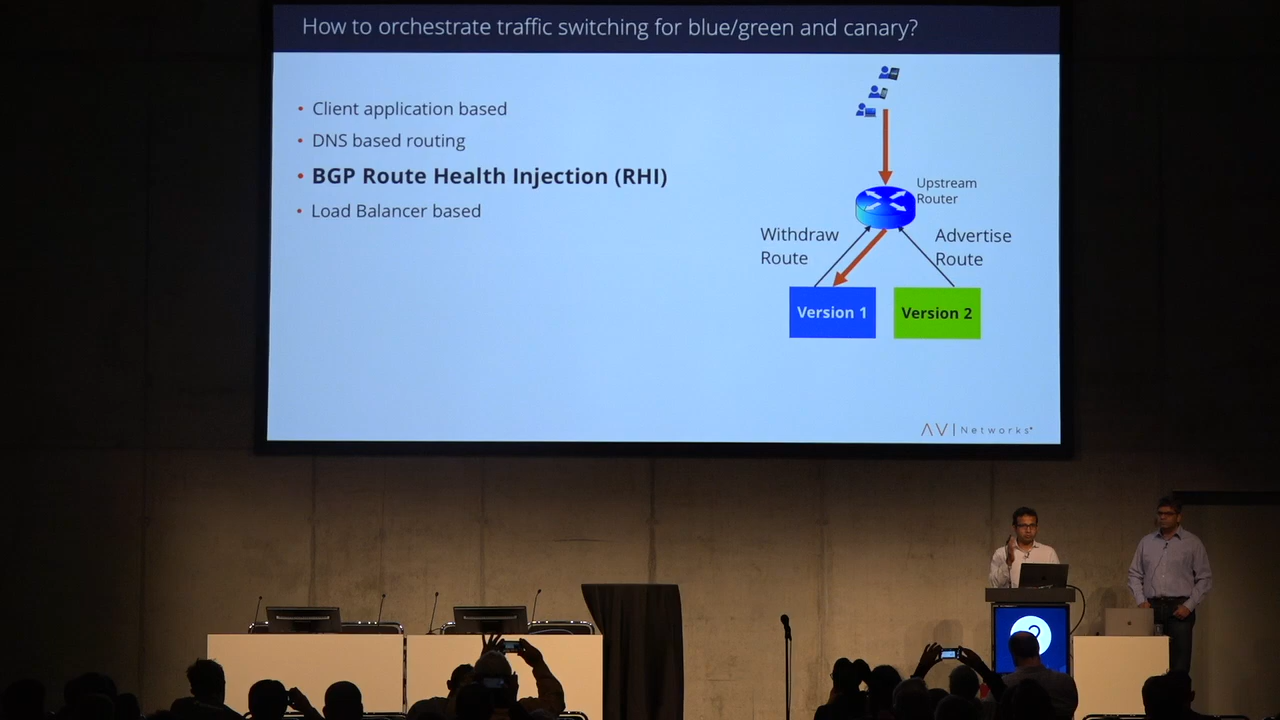 How to orchestrate traffic switching for blue/green and canary?
• Client application based
• DNS based routing
• BGP Route Health Injection (RHI)
• Load Balancer based
Upstream
Router
Withdraw
Route
Advertise
Route
Version 1
Version 2
AV| Networks